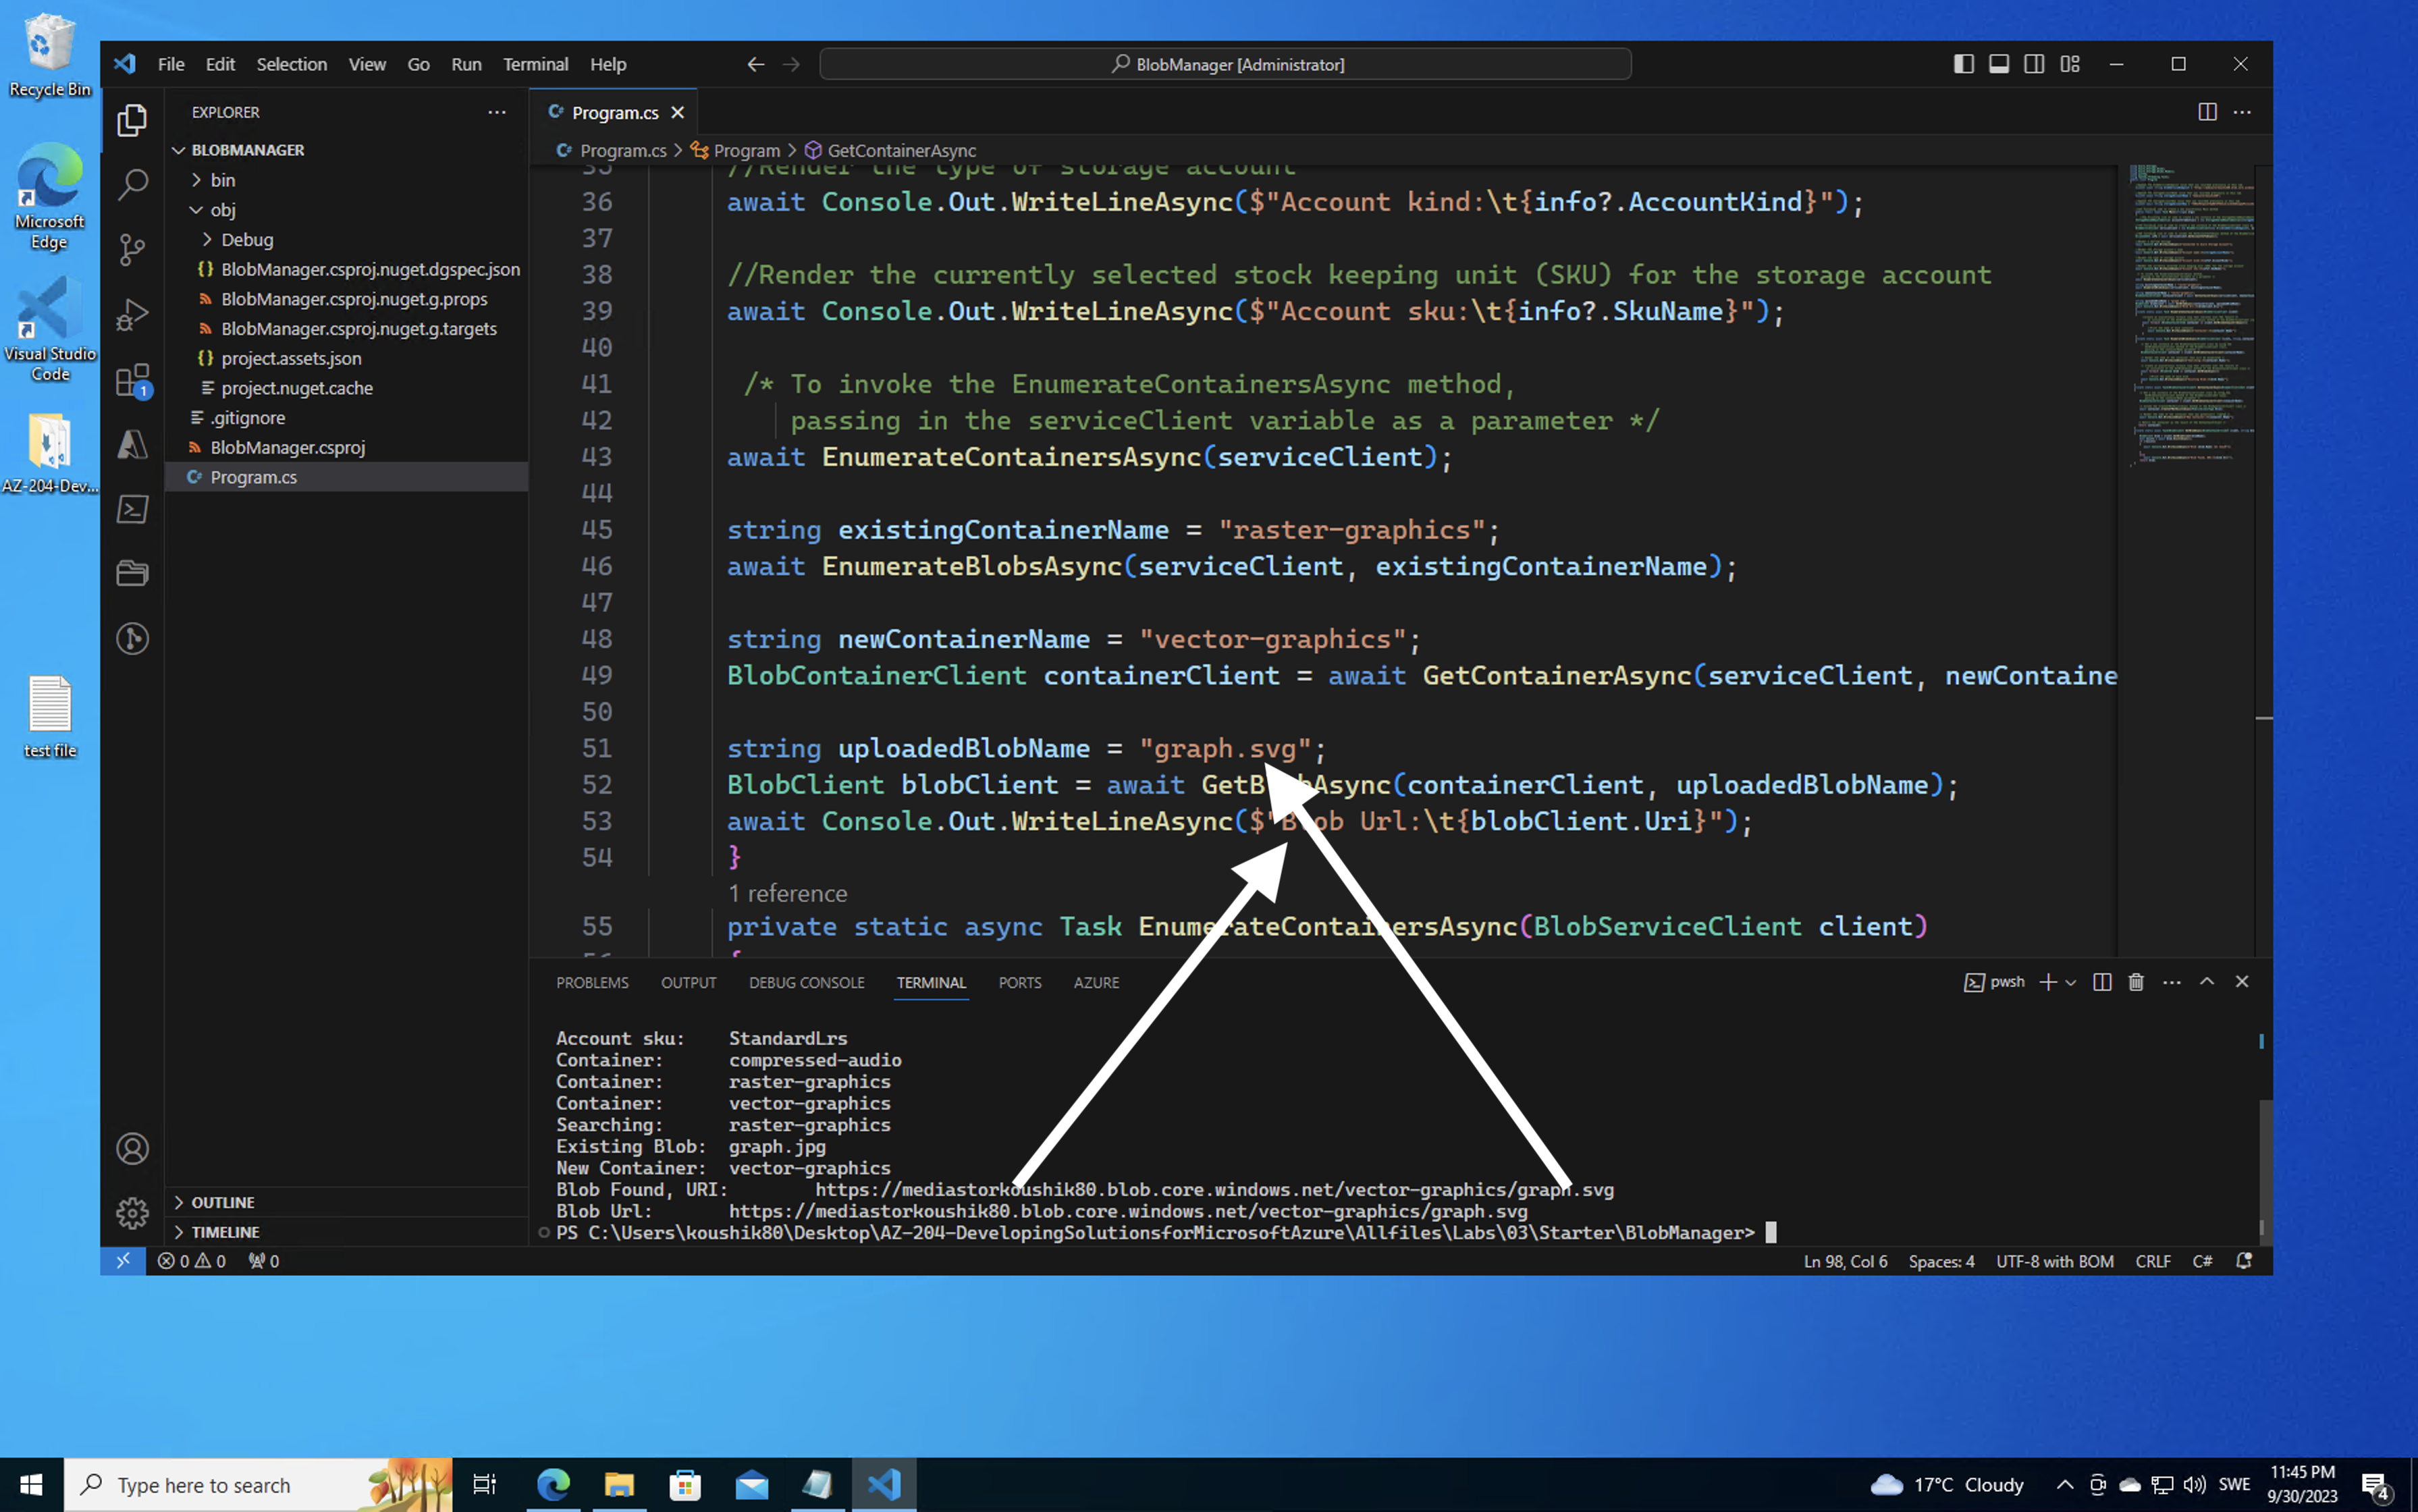 Recycle Bin
Microsoft
Edge
Visual Studio
Code
AZ-204-Dev...
test file
File Edit Selection View Go Run Terminal Help
BlobManager [Administrator]
EXPLORER
BLOBMANAGER
bin
obj
Debug
BlobManager.csproj.nuget.dgspec.json
BlobManager.csproj.nuget.g.props
BlobManager.csproj.nuget.g.targets
project.assets.json
project.nuget.cache
.gitignore
BlobManager.csproj
Program.cs
OUTLINE
TIMELINE
1
Program.cs
Program.cs > Program > GetContainerAsync
35 //Render the type of storage account
36 await Console.Out.WriteLineAsync($"Account kind:\t{info?.AccountKind}");
37
38 //Render the currently selected stock keeping unit (SKU) for the storage account
39 await Console.Out.WriteLineAsync($"Account sku:\t{info?.SkuName}");
40
41 /* To invoke the EnumerateContainersAsync method,
42 passing in the serviceClient variable as a parameter */
43 await EnumerateContainersAsync(serviceClient);
44
45 string existingContainerName = "raster-graphics";
46 await EnumerateBlobsAsync(serviceClient, existingContainerName);
47
48 string newContainerName = "vector-graphics";
49 BlobContainerClient containerClient = await GetContainerAsync(serviceClient, newContaine
50
51 string uploadedBlobName = "graph.svg";
52 BlobClient blobClient = await GetBlobAsync(containerClient, uploadedBlobName);
53 await Console.Out.WriteLineAsync($"Blob Url:\t{blobClient.Uri}");
54 }
1 reference
55 private static async Task EnumerateContainersAsync(BlobServiceClient client)
56 {
PROBLEMS OUTPUT DEBUG CONSOLE TERMINAL PORTS AZURE
pwsh
Account sku: StandardLrs
Container: compressed-audio
Container: raster-graphics
Container: vector-graphics
Searching: raster-graphics
Existing Blob: graph.jpg
New Container: vector-graphics
Blob Found, URI: https://mediastorkoushik80.blob.core.windows.net/vector-graphics/graph.svg
Blob Url: https://mediastorkoushik80.blob.core.windows.net/vector-graphics/graph.svg
PS C:\Users\koushik80\Desktop\AZ-204-DevelopingSolutionsforMicrosoftAzure\Allfiles\Labs\03\Starter\BlobManager>
0 0 0
Ln 98, Col 6 Spaces: 4 UTF-8 with BOM CRLF C#
Type here to search
17°C Cloudy
SWE
11:45 PM
9/30/2023
4